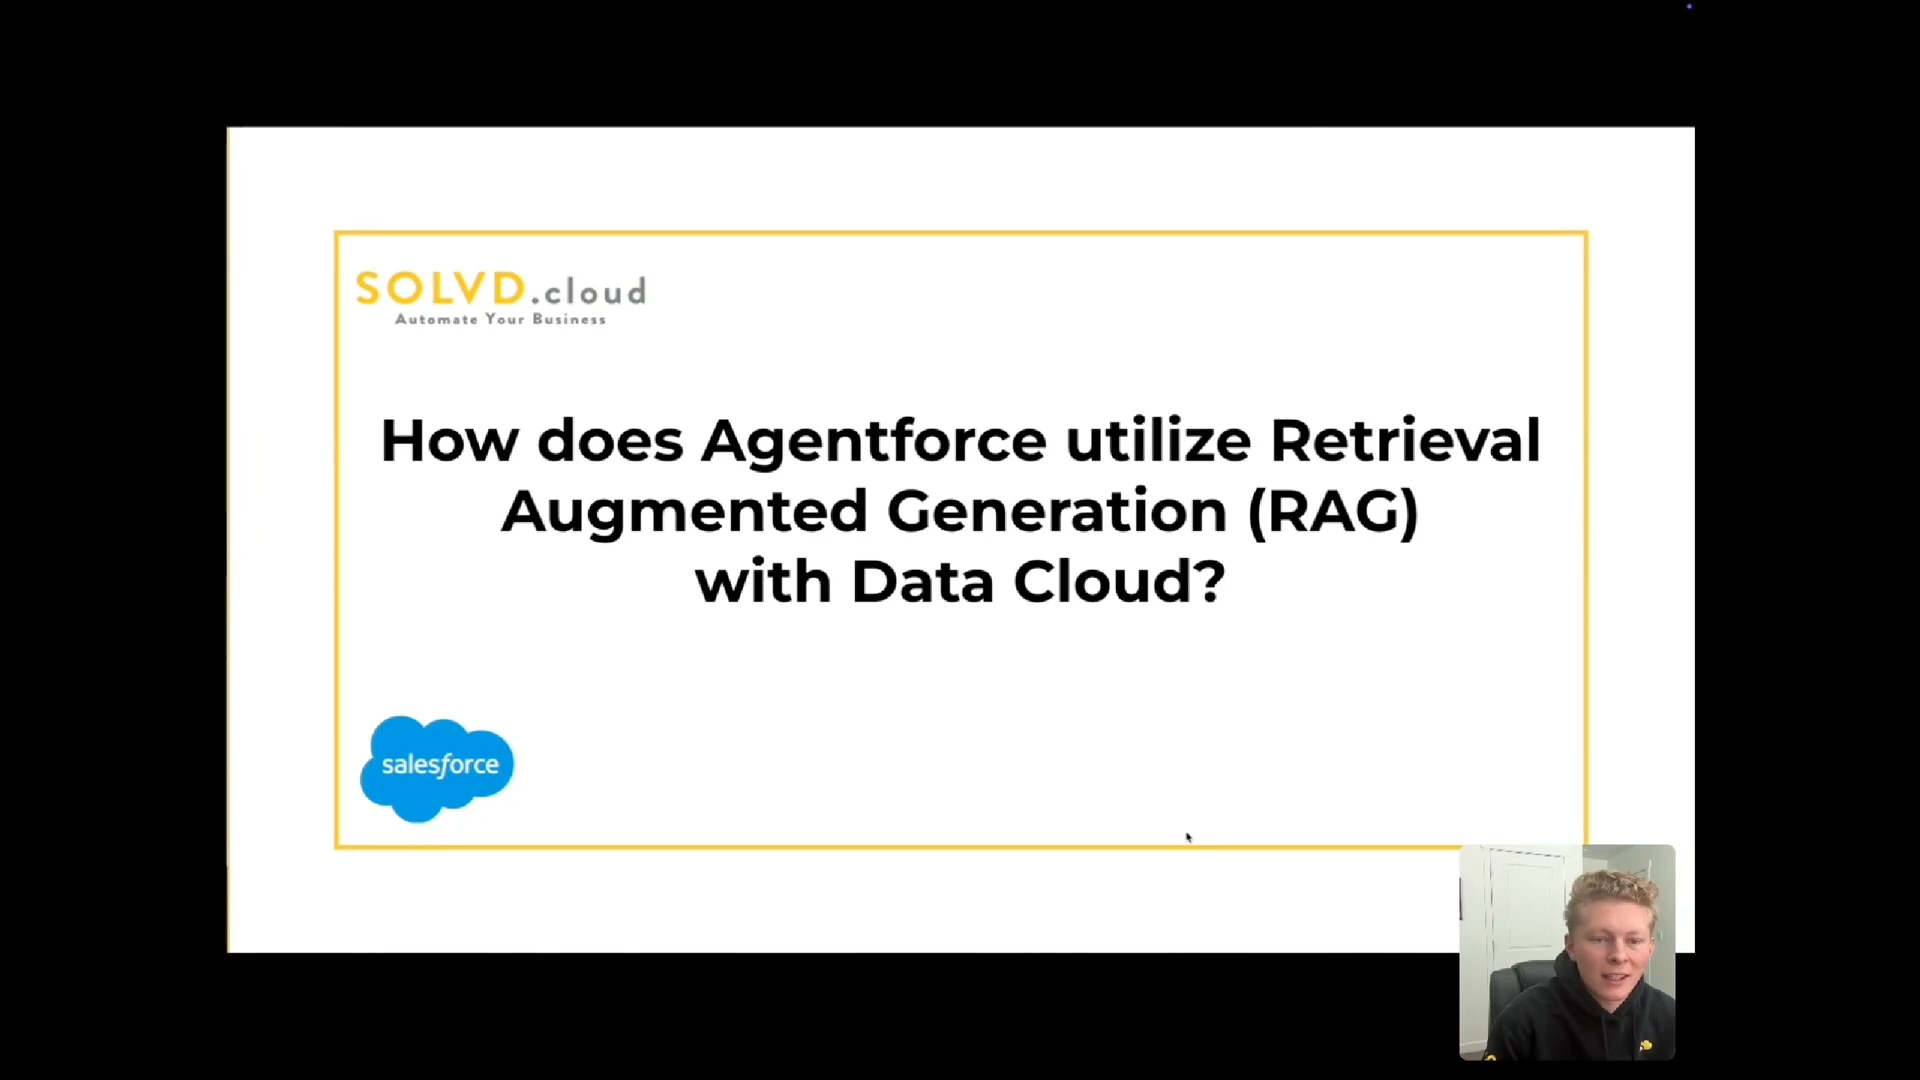 SOLVD.cloud
Automate Your Business
How does Agentforce utilize Retrieval
Augmented Generation (RAG)
with Data Cloud?
salesforce